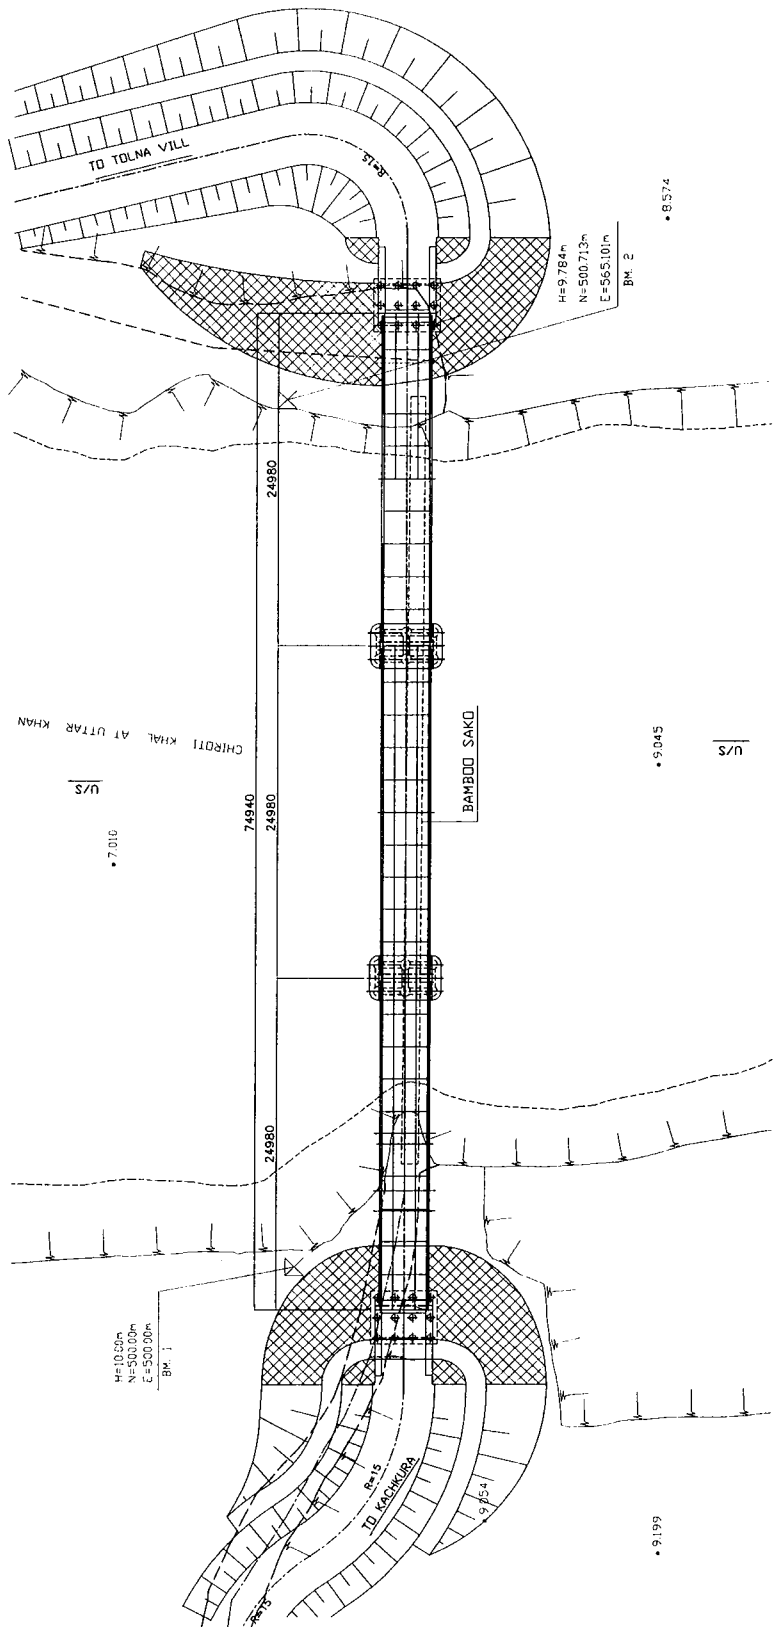 TO TOLNA VILL
R=15
8.574
H=9.784m
N=500.713m
E=565.101m
BM. 2
24980
CHIROTI KHAL AT UTTAR KHAN
U/S
BAMBOO SAKO
9.045
U/S
74940
24980
7.010
24980
H=10.00m
N=500.00m
E=500.00m
BM. 1
R=15
TO KACHKURA
9.054
9.199
R=15